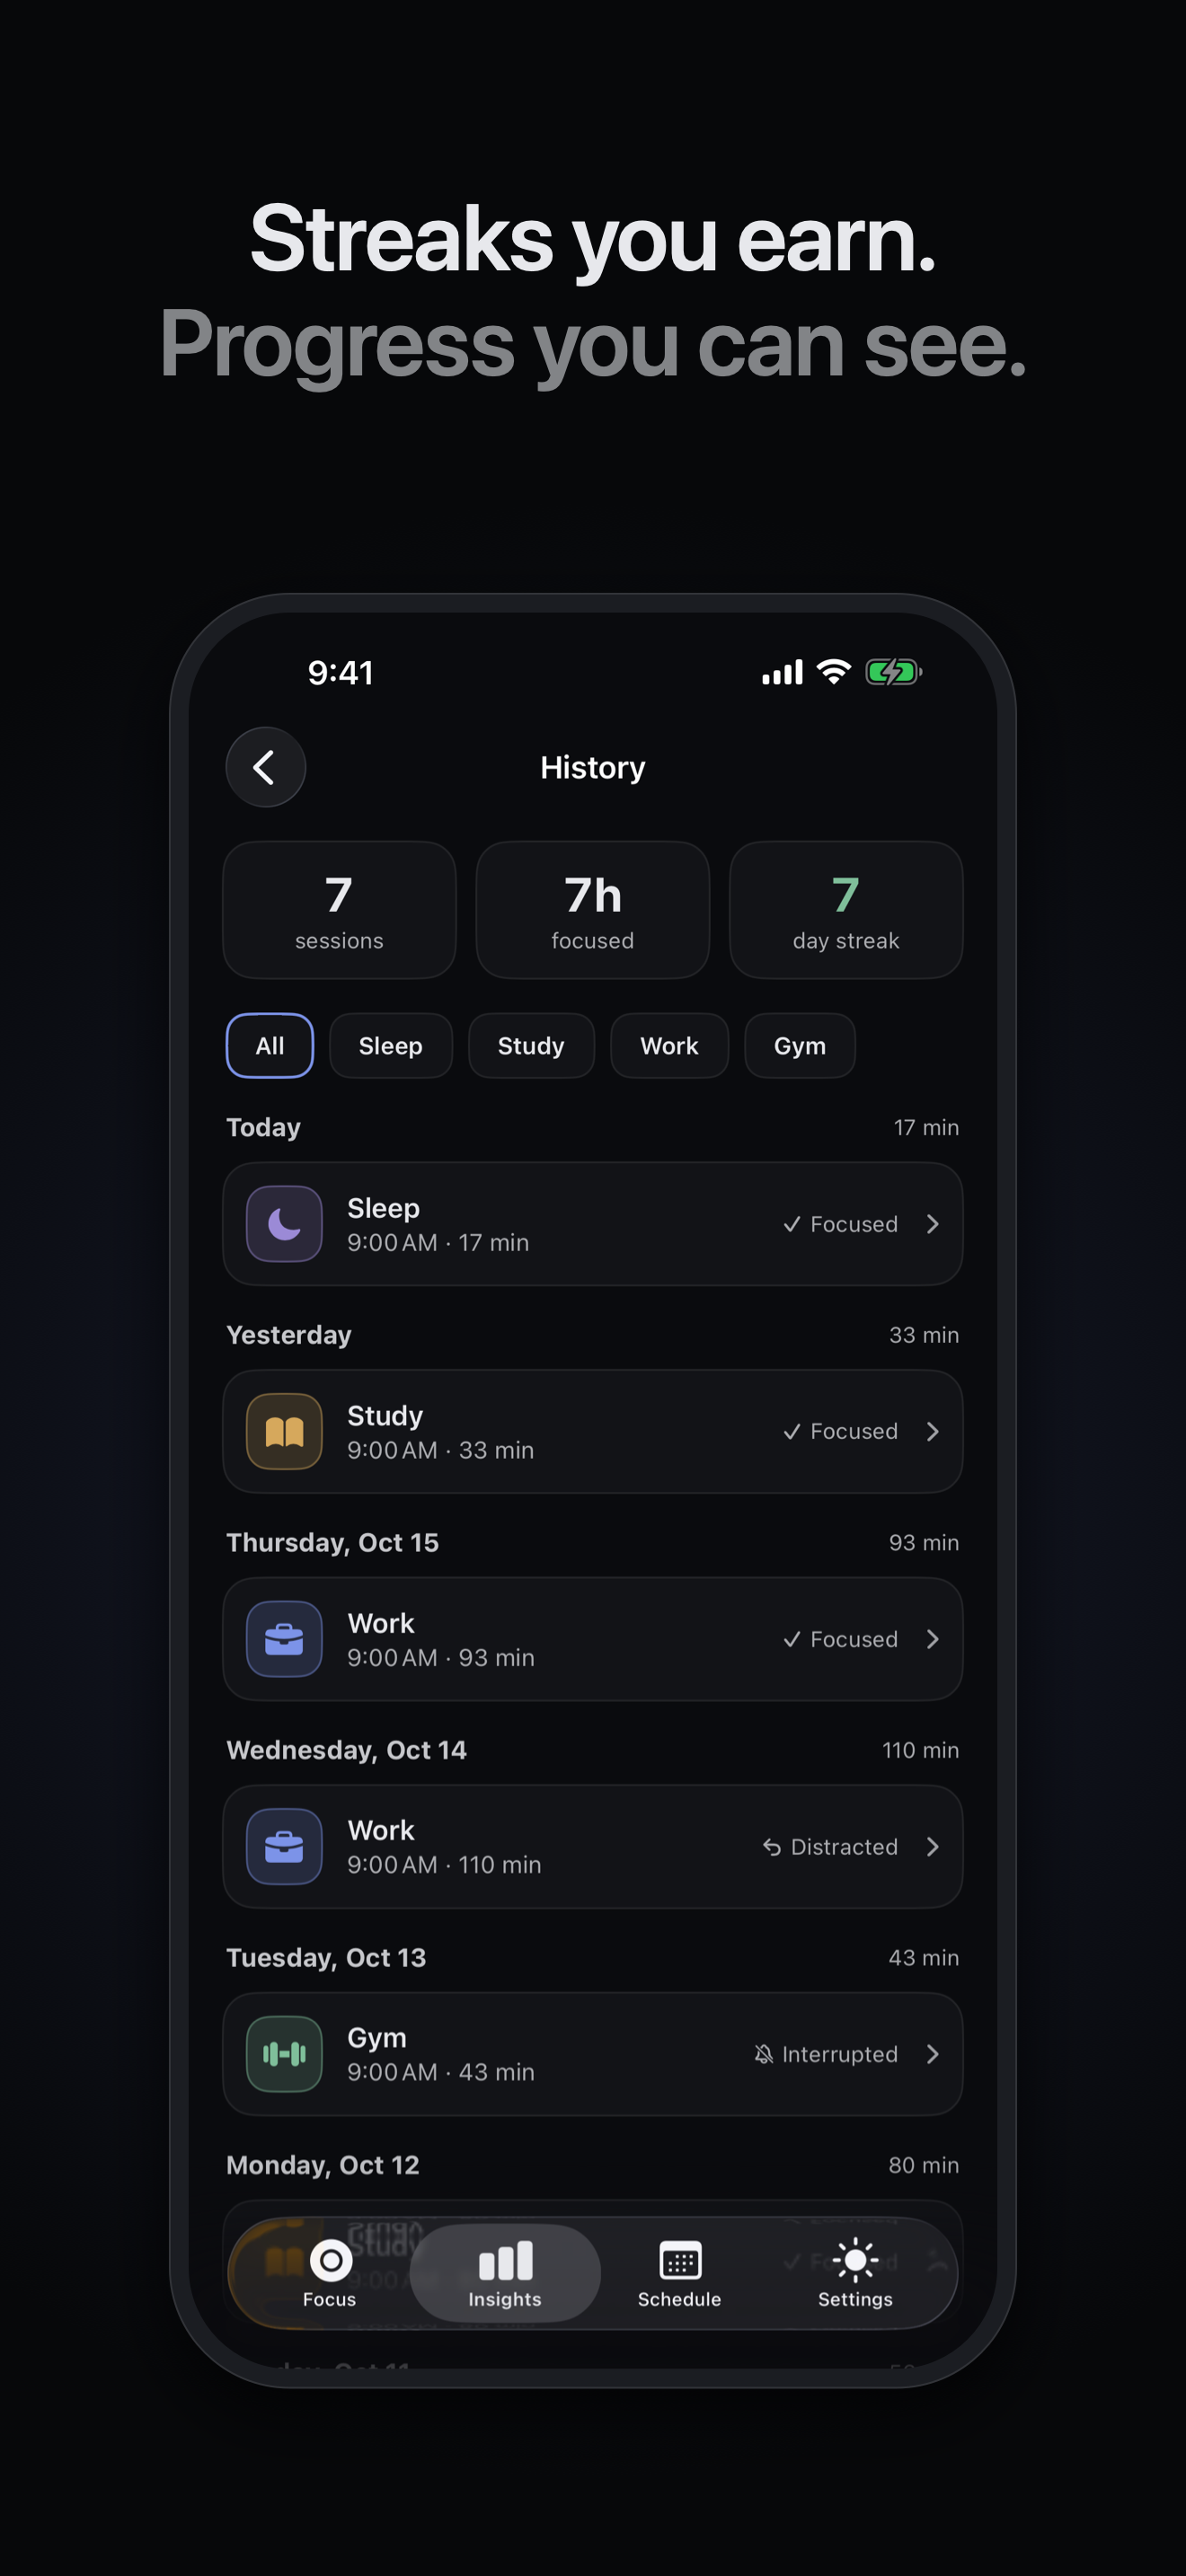 Streaks you earn.
Progress you can see.
9:41
History
7
sessions
7h
focused
7
day streak
All
Sleep
Study
Work
Gym
Today
17 min
Sleep
9:00 AM · 17 min
✓ Focused
Yesterday
33 min
Study
9:00 AM · 33 min
✓ Focused
Thursday, Oct 15
93 min
Work
9:00 AM · 93 min
✓ Focused
Wednesday, Oct 14
110 min
Work
9:00 AM · 110 min
Distracted
Tuesday, Oct 13
43 min
Gym
9:00 AM · 43 min
Interrupted
Monday, Oct 12
80 min
Study
Focus
Insights
Schedule
Settings